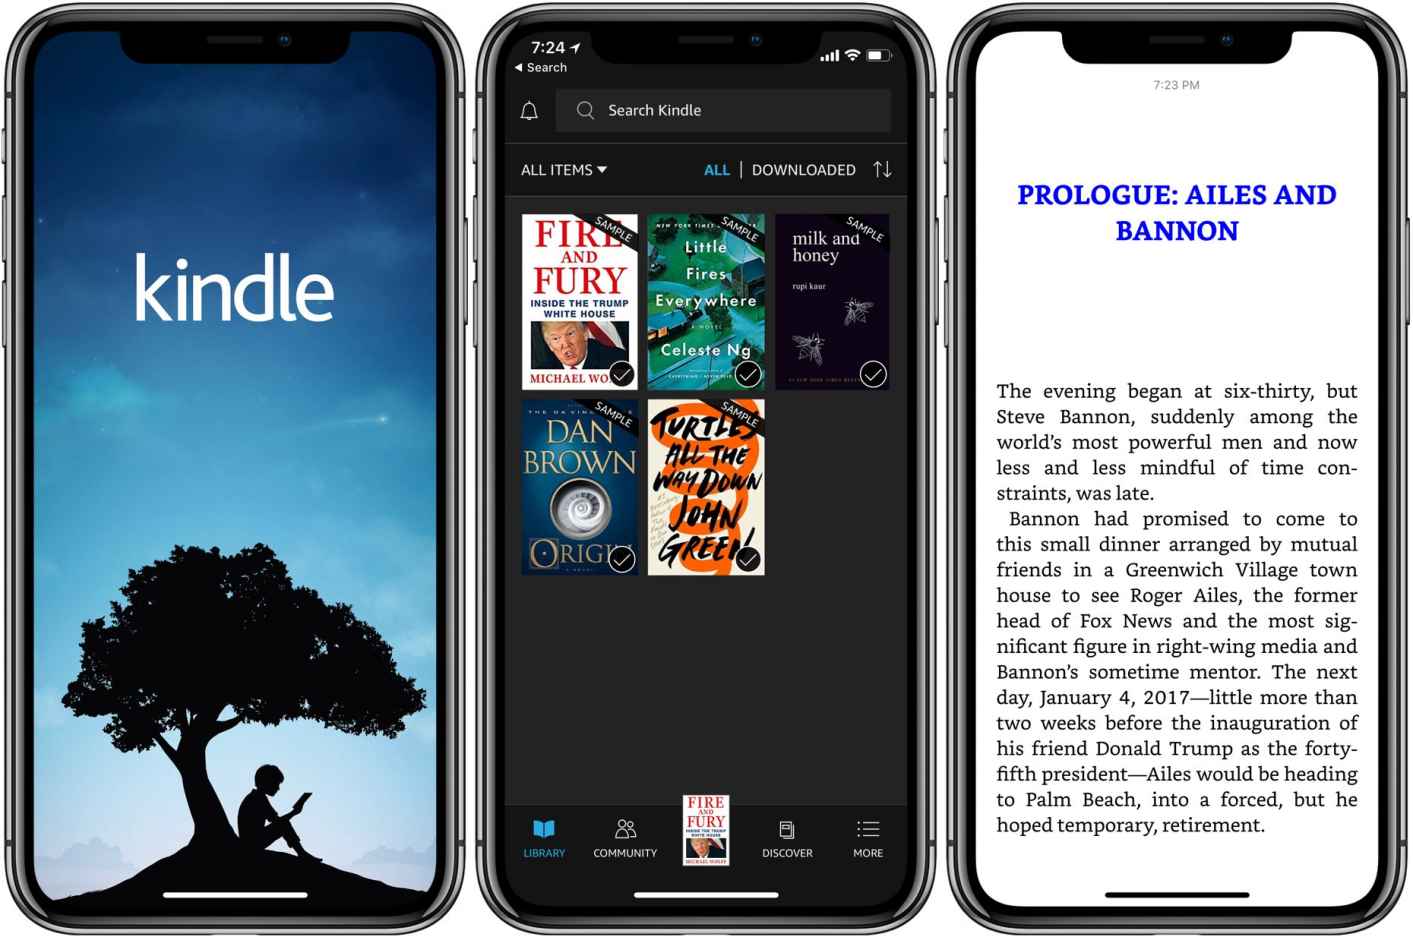 kindle
7:24
Search
Search Kindle
ALL ITEMS
ALL | DOWNLOADED
SAMPLE
FIRE
AND
FURY
INSIDE THE TRUMP
WHITE HOUSE
MICHAEL WO
SAMPLE
NEW YORK TIMES
Little
Fires
Everywhere
A NOVEL
Celeste Ng
SAMPLE
milk and
honey
rupi kaur
SAMPLE
THE DA VINCI
DAN
BROWN
ORIGI
A NOVEL
SAMPLE
TURTLES
ALL THE
WAY DOWN
JOHN
GREEN
LIBRARY
COMMUNITY
FIRE
AND
FURY
INSIDE THE TRUMP
WHITE HOUSE
MICHAEL WOLFF
DISCOVER
MORE
7:23 PM
PROLOGUE: AILES AND
BANNON
The evening began at six-thirty, but
Steve Bannon, suddenly among the
world’s most powerful men and now
less and less mindful of time con-
straints, was late.
Bannon had promised to come to
this small dinner arranged by mutual
friends in a Greenwich Village town
house to see Roger Ailes, the former
head of Fox News and the most sig-
nificant figure in right-wing media and
Bannon’s sometime mentor. The next
day, January 4, 2017—little more than
two weeks before the inauguration of
his friend Donald Trump as the forty-
fifth president—Ailes would be heading
to Palm Beach, into a forced, but he
hoped temporary, retirement.